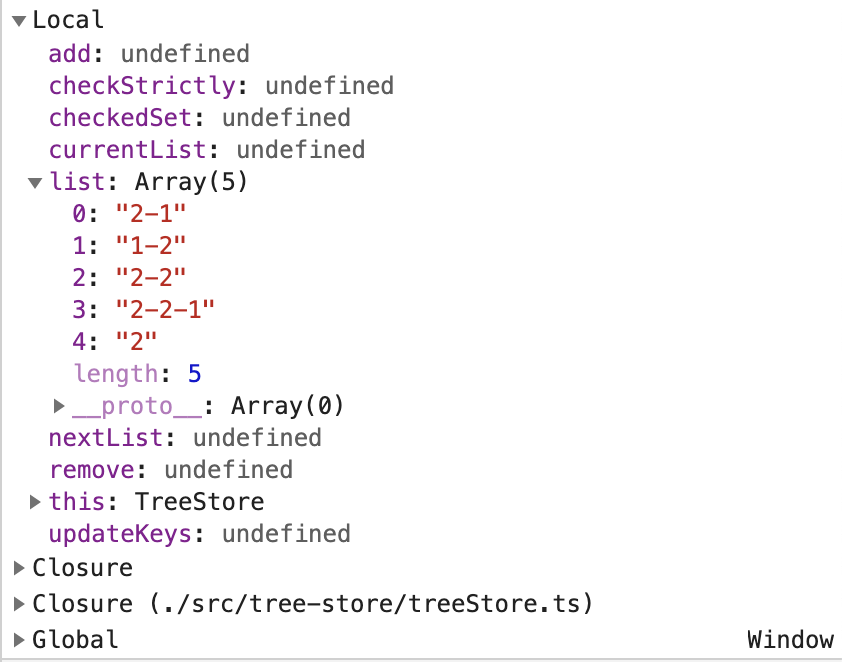 Local
add: undefined
checkStrictly: undefined
checkedSet: undefined
currentList: undefined
list: Array(5)
0: "2-1"
1: "1-2"
2: "2-2"
3: "2-2-1"
4: "2"
length: 5
__proto__: Array(0)
nextList: undefined
remove: undefined
this: TreeStore
updateKeys: undefined
Closure
Closure (./src/tree-store/treeStore.ts)
Global Window